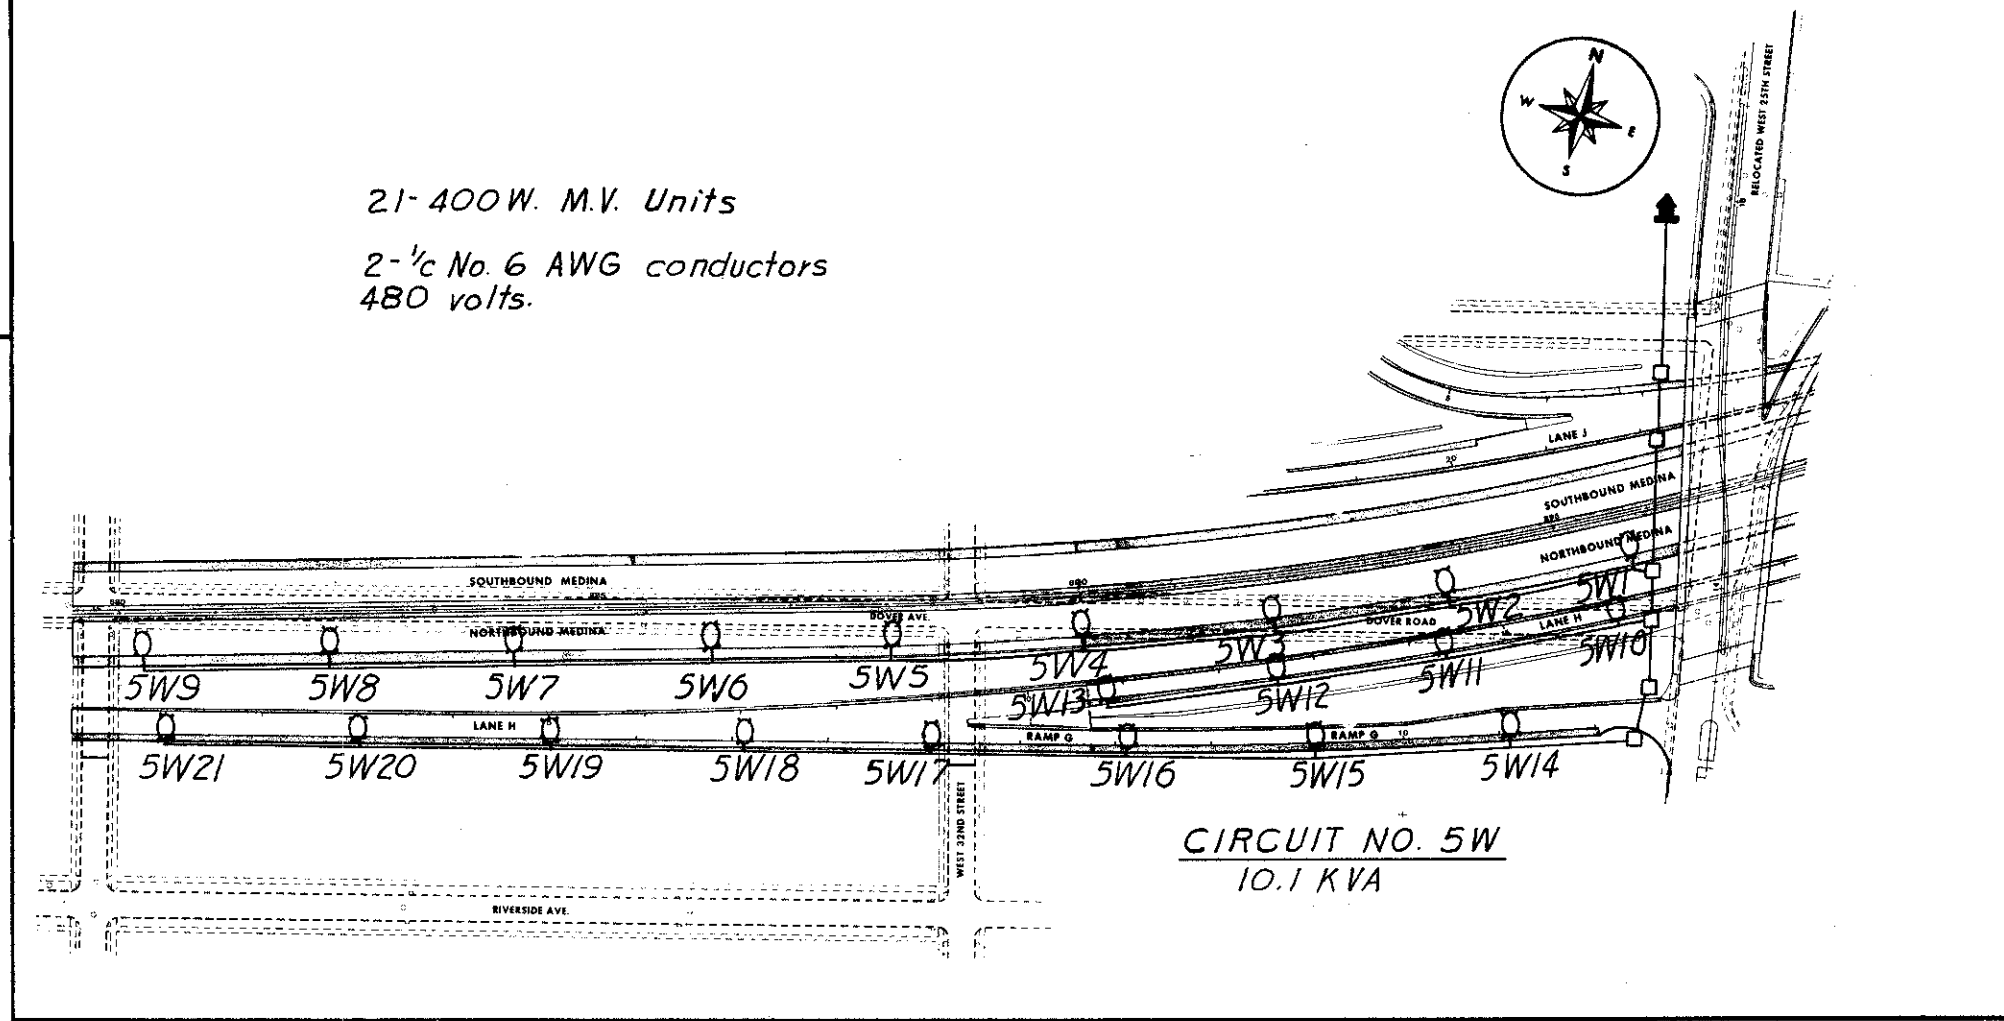 N
W
E
S
RELOCATED WEST 25TH STREET
21-400W. M.V. Units
2-1/c No. 6 AWG conductors
480 volts.
LANE J
20
SOUTHBOUND MEDINA
NORTHBOUND MEDINA
SOUTHBOUND MEDINA
DOVER AVE.
NORTHBOUND MEDINA
DOVER ROAD
LANE H
5W1
5W2
5W3
5W4
5W5
5W6
5W7
5W8
5W9
5W10
5W11
5W12
5W13
LANE H
RAMP G
RAMP G
10
5W21
5W20
5W19
5W18
5W17
5W16
5W15
5W14
WEST 32ND STREET
CIRCUIT NO. 5W
10.1 KVA
RIVERSIDE AVE.